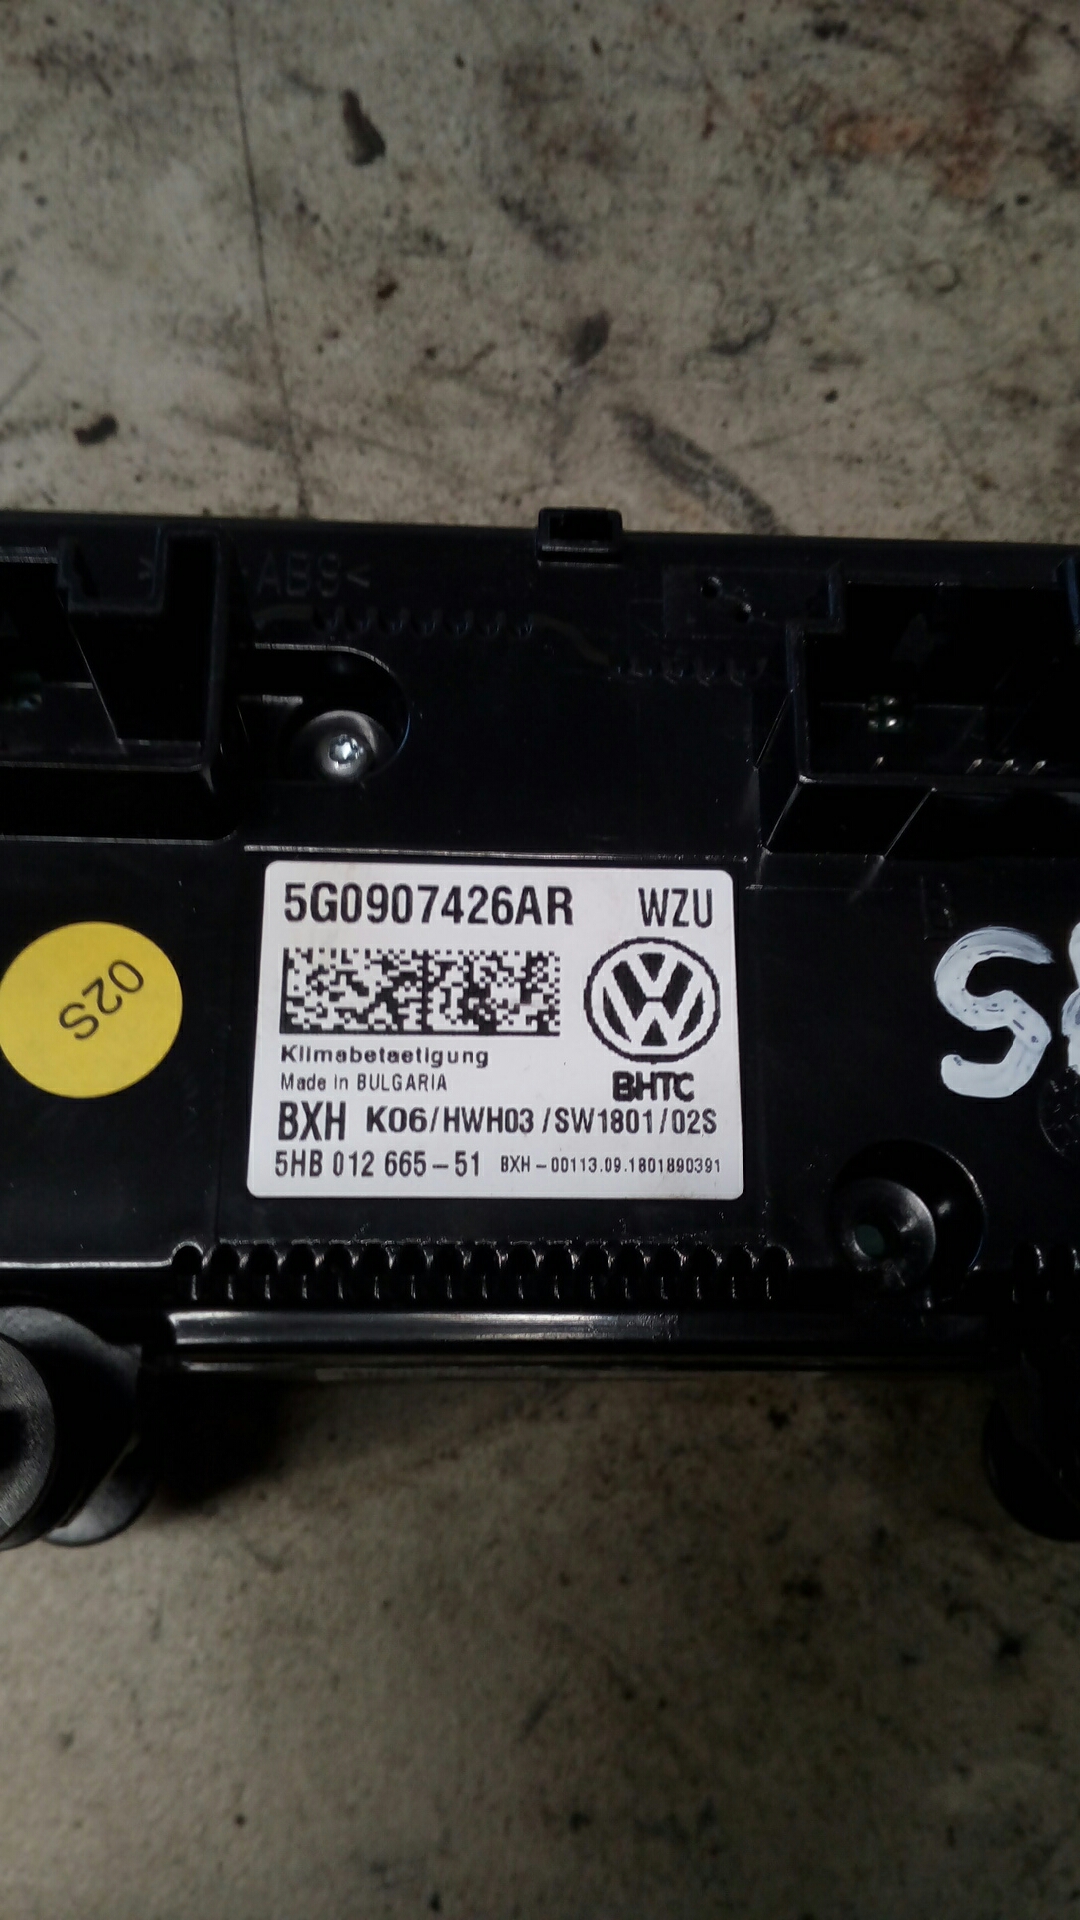 ABS<
5G0907426AR WZU
02S
Klimabetaetigung
Made in BULGARIA
BHTC
BXH K06/HWH03/SW1801/02S
5HB 012 665-51 BXH-00113.09.1801890391